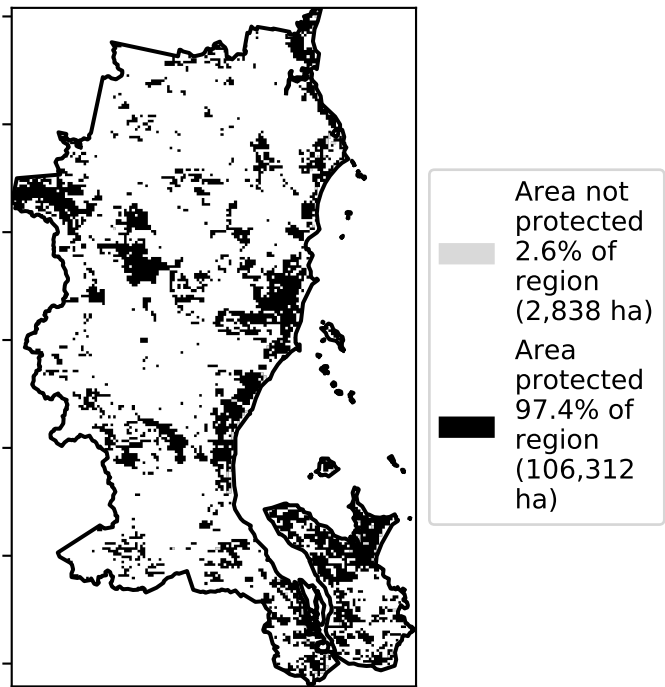 Area not
protected
2.6% of
region
(2,838 ha)
Area
protected
97.4% of
region
(106,312
ha)